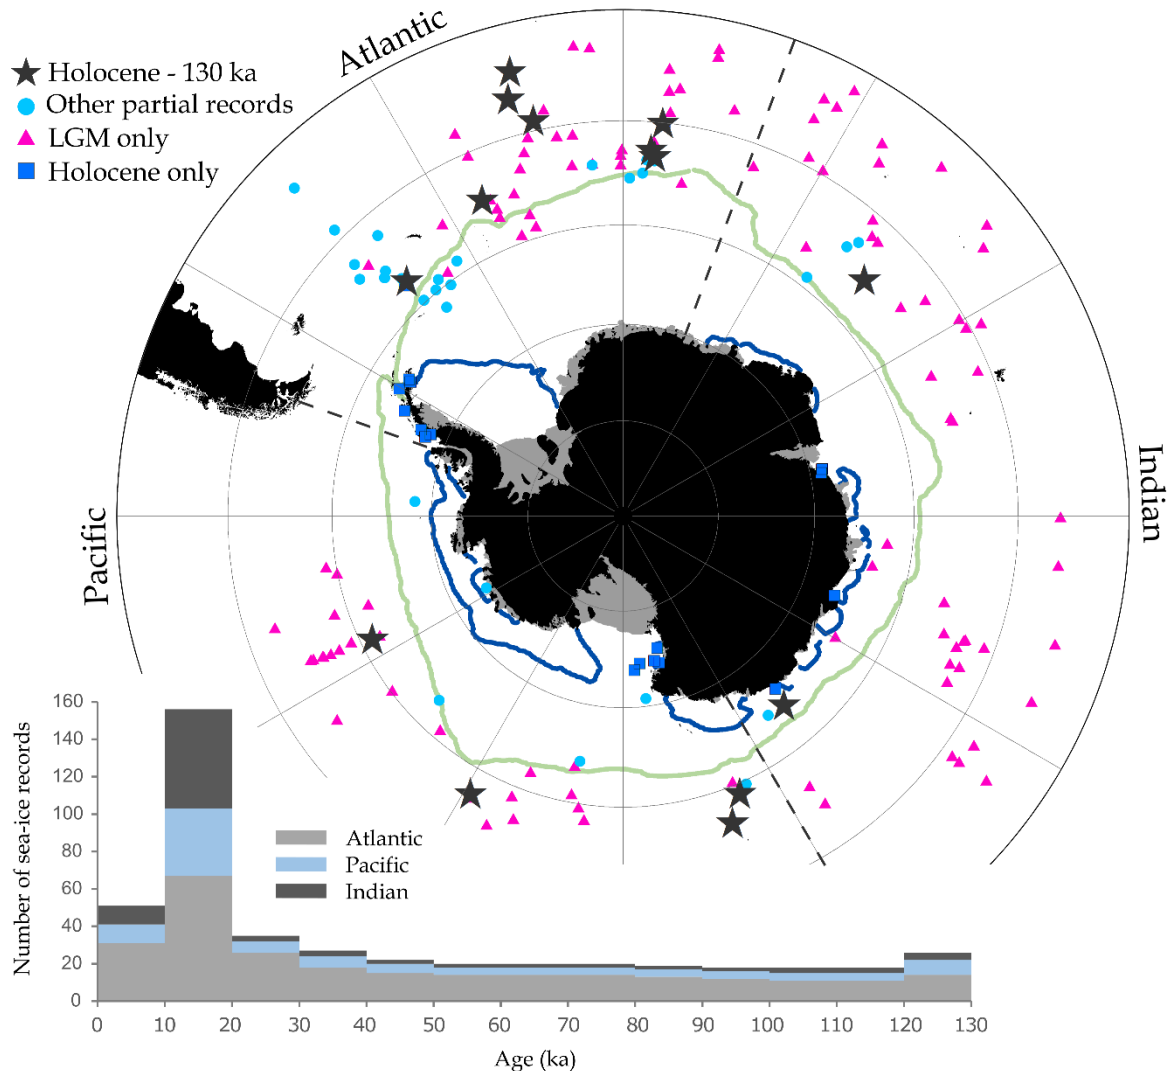 Atlantic
Holocene - 130 ka
Other partial records
LGM only
Holocene only
Indian
Pacific
Number of sea-ice records
160
140
120
100
80
60
40
20
0
Atlantic
Pacific
Indian
0 10 20 30 40 50 60 70 80 90 100 110 120 130
Age (ka)